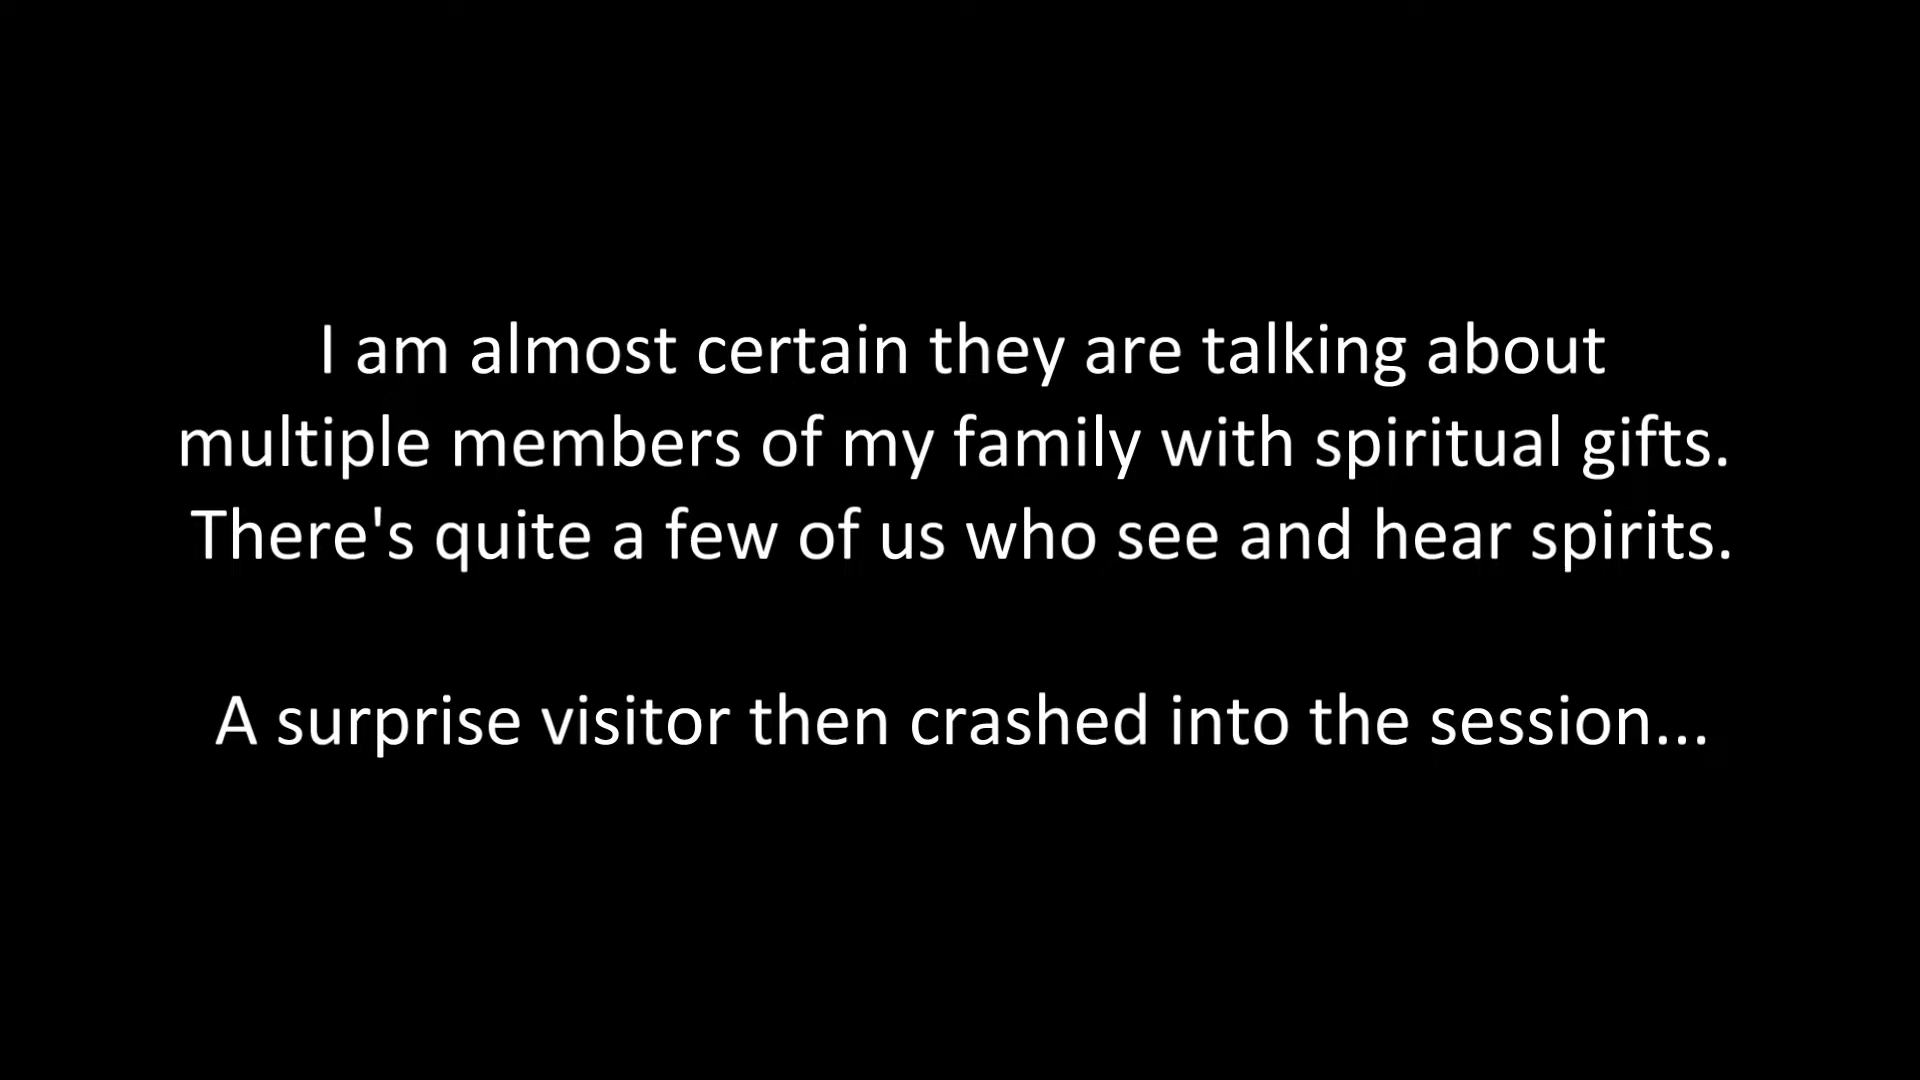 I am almost certain they are talking about
multiple members of my family with spiritual gifts.
There's quite a few of us who see and hear spirits.
A surprise visitor then crashed into the session...